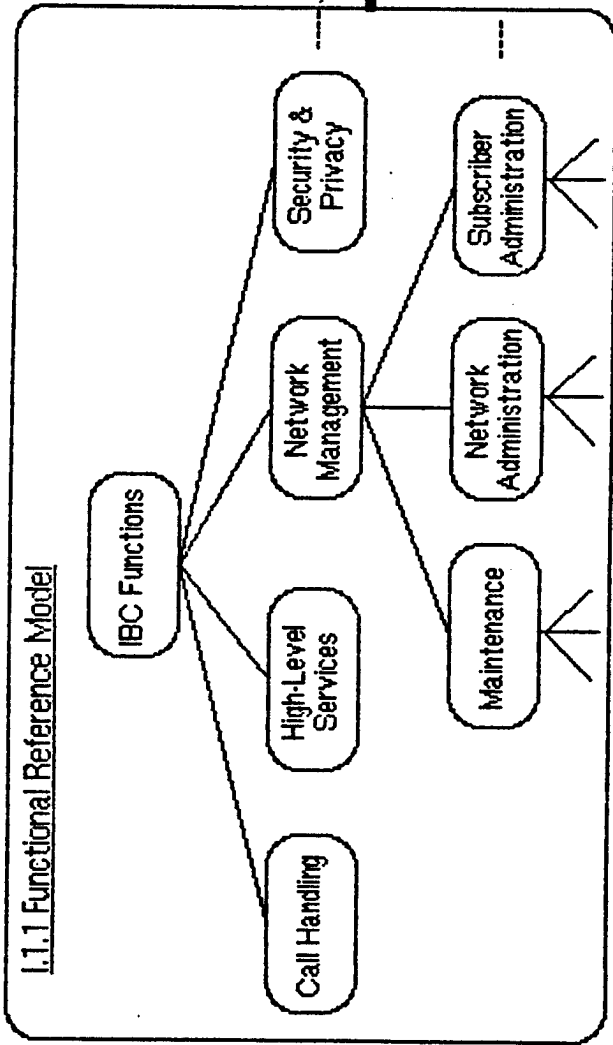 I.1.1 Functional Reference Model
IBC Functions
Call Handling
High-Level
Services
Network
Management
Security &
Privacy
Maintenance
Network
Administration
Subscriber
Administration